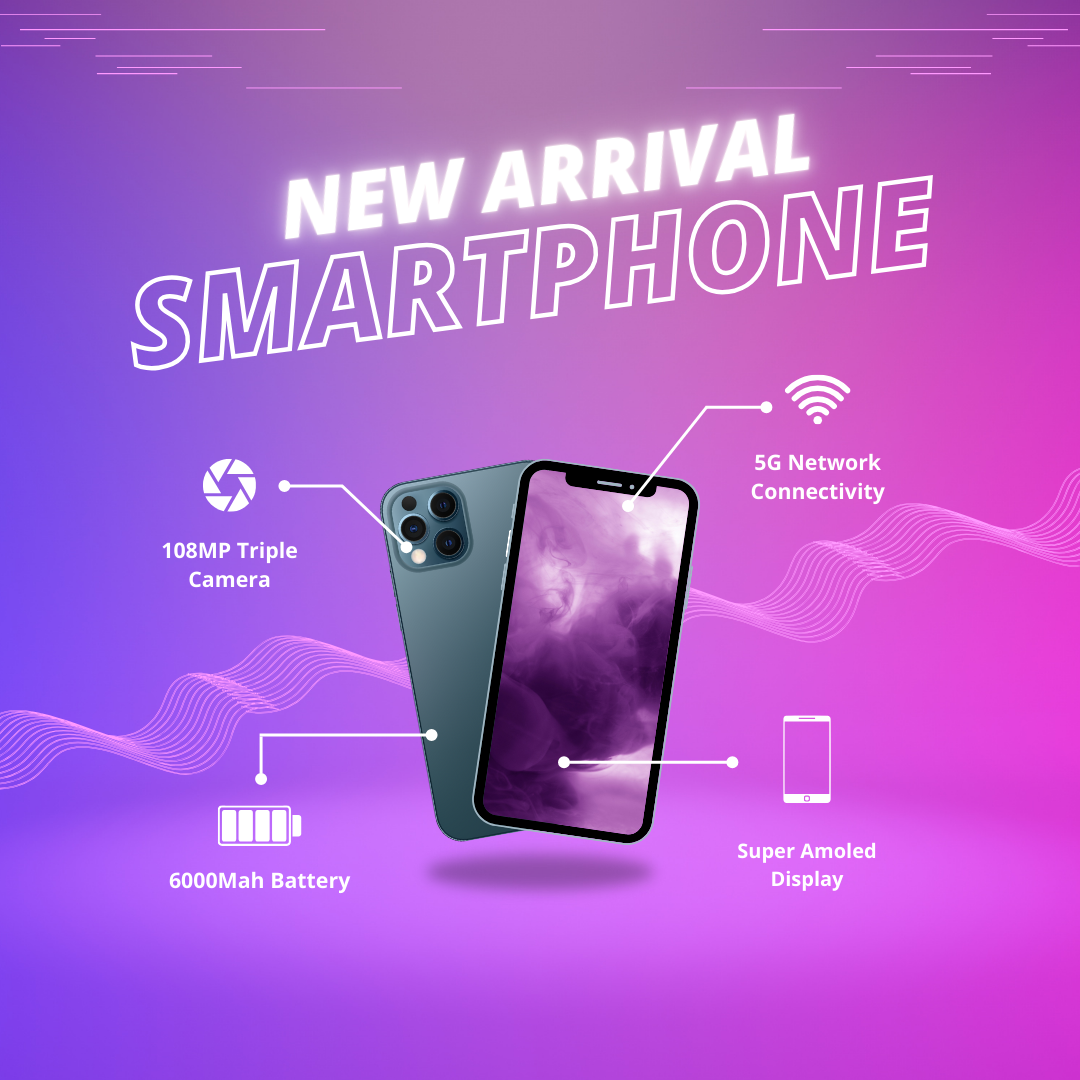 NEW ARRIVAL
SMARTPHONE
5G Network
Connectivity
108MP Triple
Camera
6000Mah Battery
Super Amoled
Display